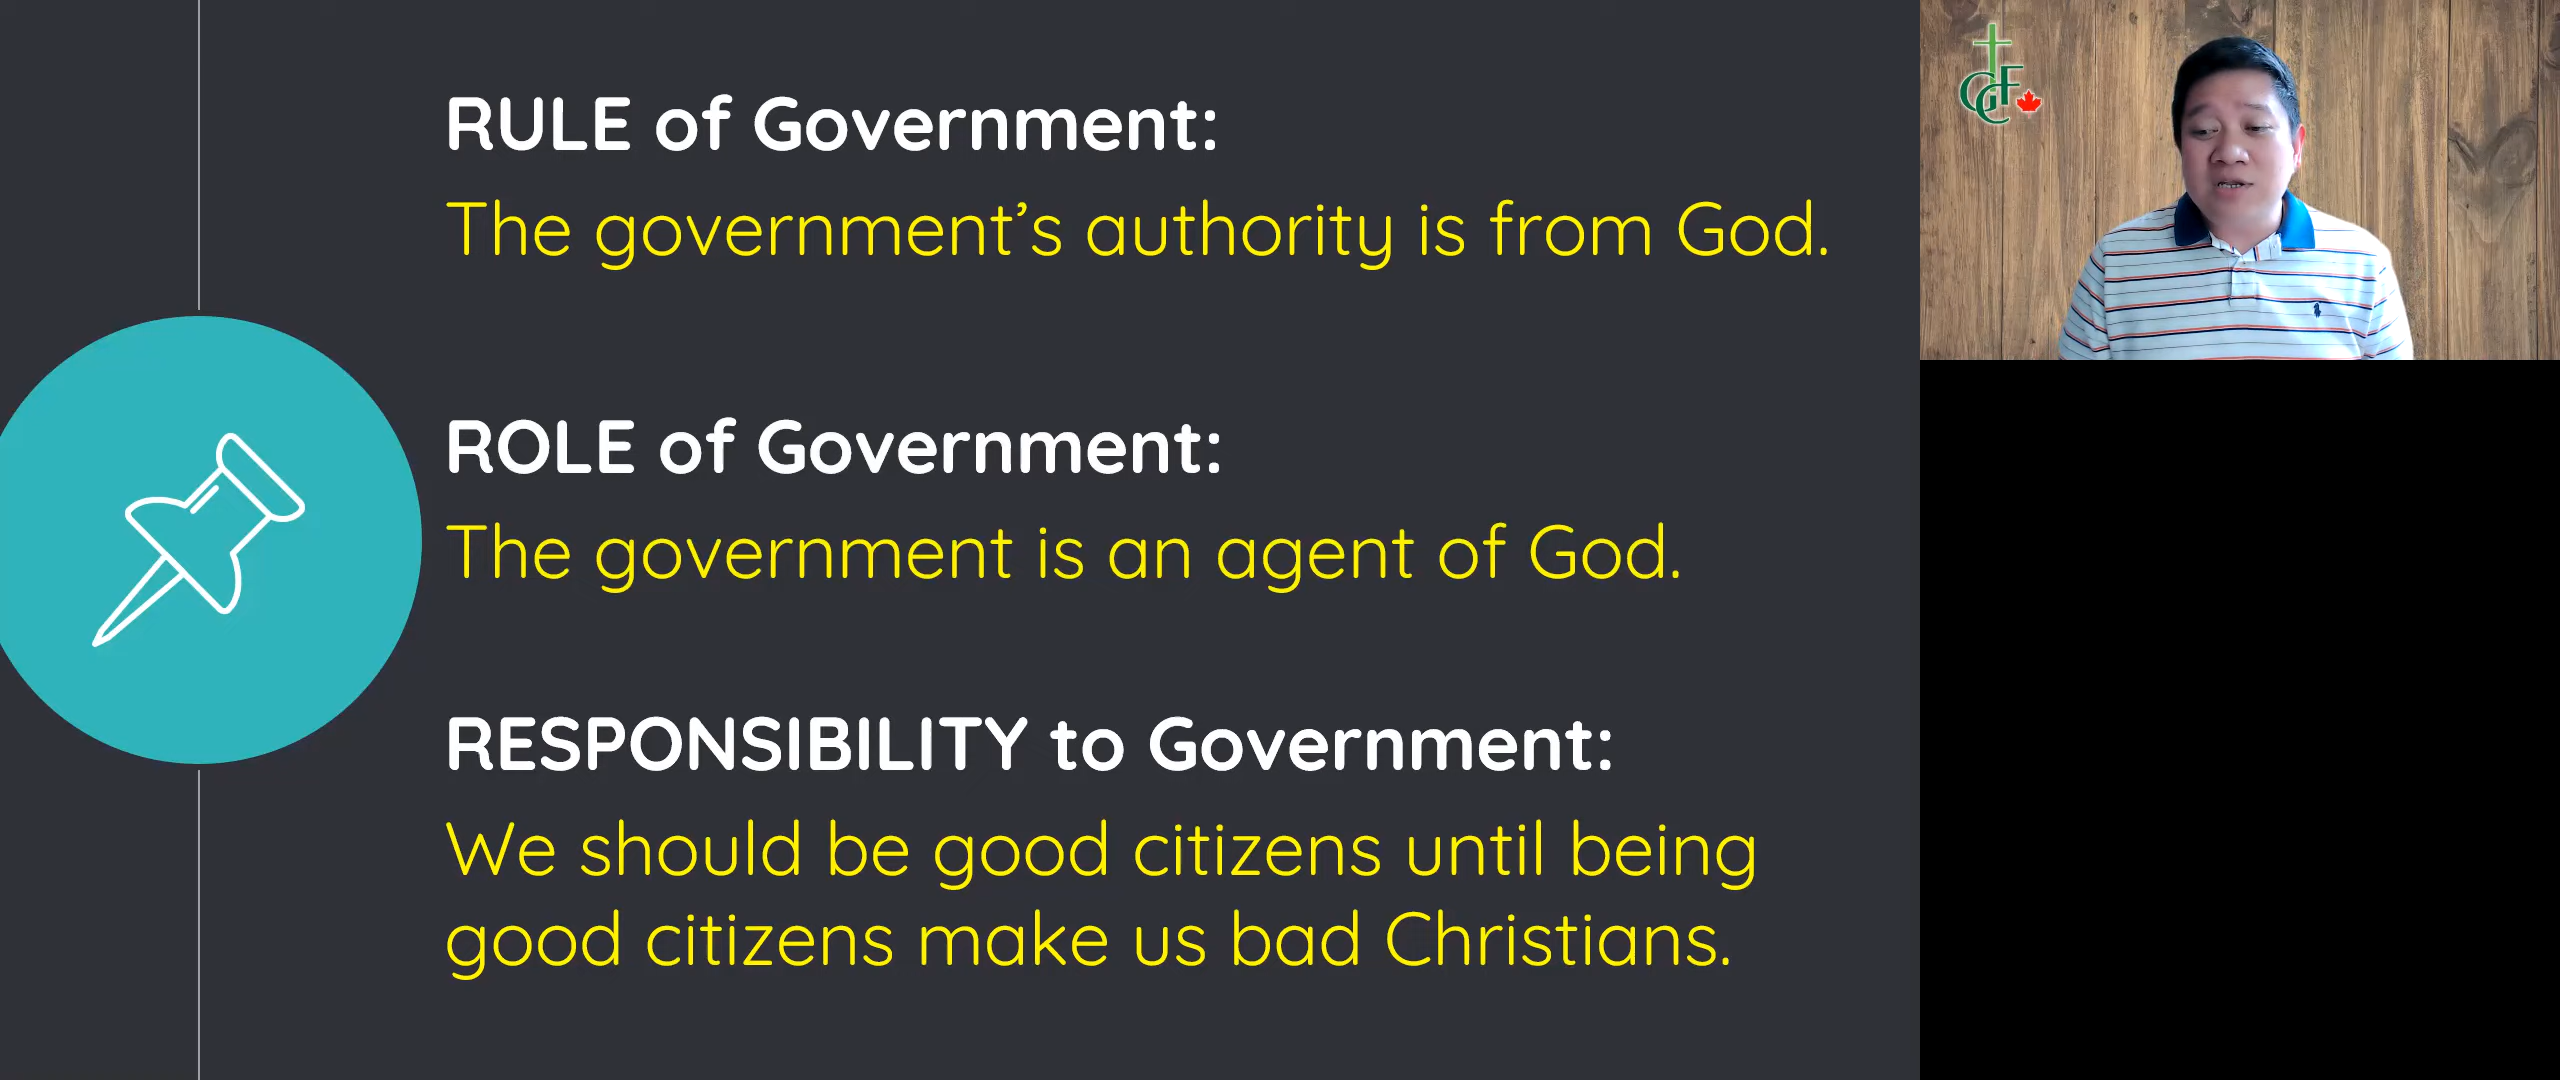 RULE of Government:
The government’s authority is from God.
ROLE of Government:
The government is an agent of God.
RESPONSIBILITY to Government:
We should be good citizens until being
good citizens make us bad Christians.
GCF